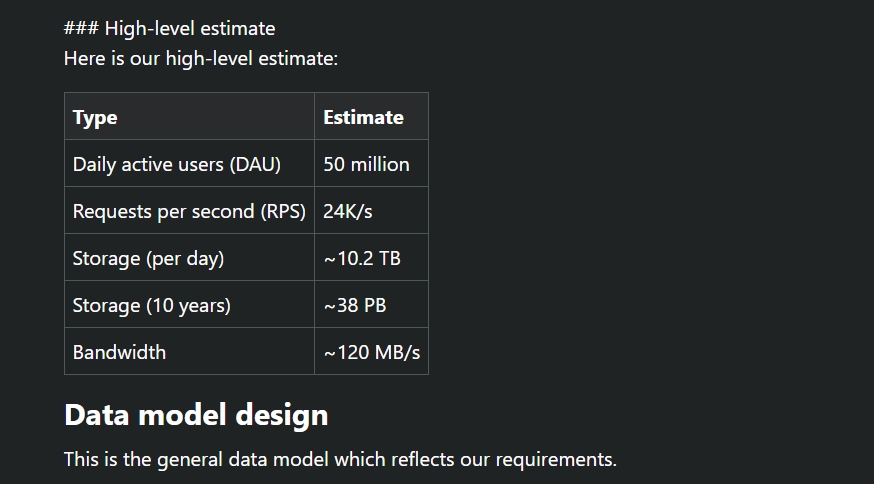 ### High-level estimate
Here is our high-level estimate:
Type Estimate
Daily active users (DAU) 50 million
Requests per second (RPS) 24K/s
Storage (per day) ~10.2 TB
Storage (10 years) ~38 PB
Bandwidth ~120 MB/s
Data model design
This is the general data model which reflects our requirements.